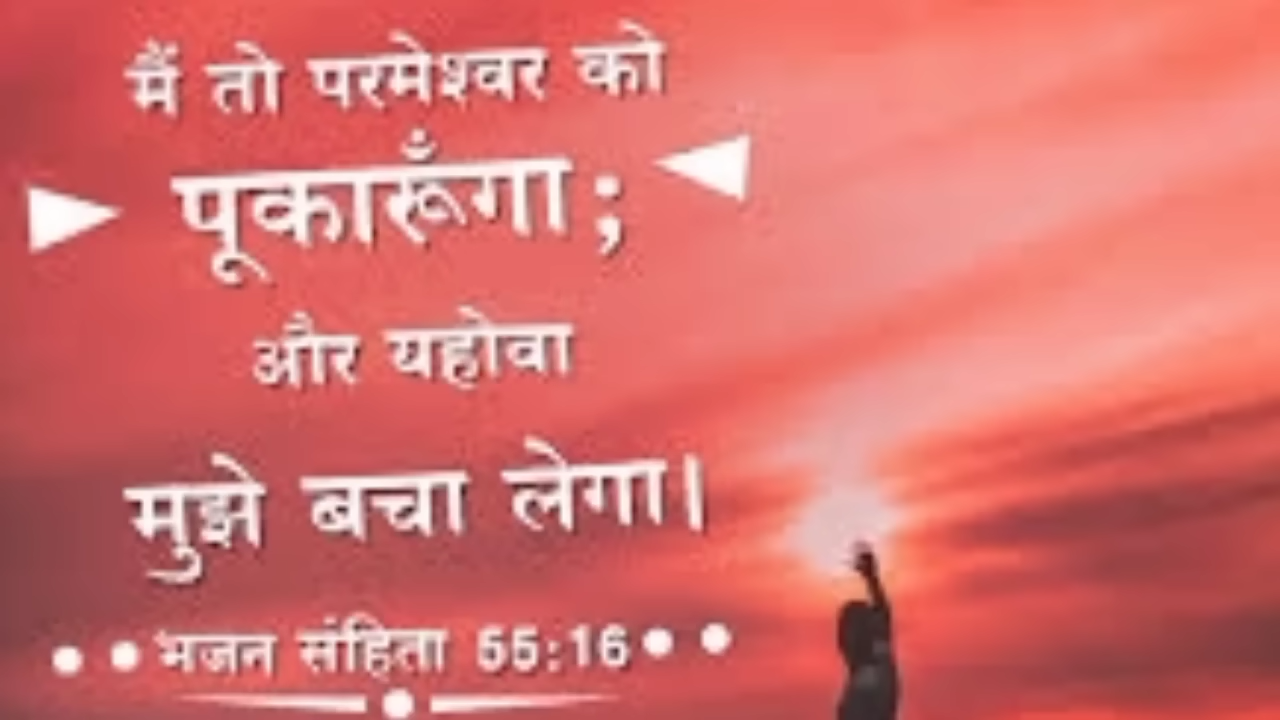 मैं तो परमेश्वर को
पूकारूँगा;
और यहोवा
मुझे बचा लेगा।
भजन संहिता 55:16